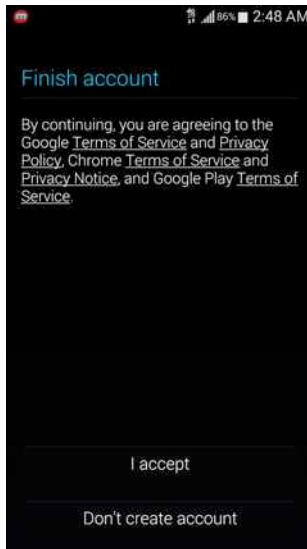 86% 2:48 AM
Finish account
By continuing, you are agreeing to the
Google Terms of Service and Privacy
Policy, Chrome Terms of Service and
Privacy Notice, and Google Play Terms of
Service.
I accept
Don't create account